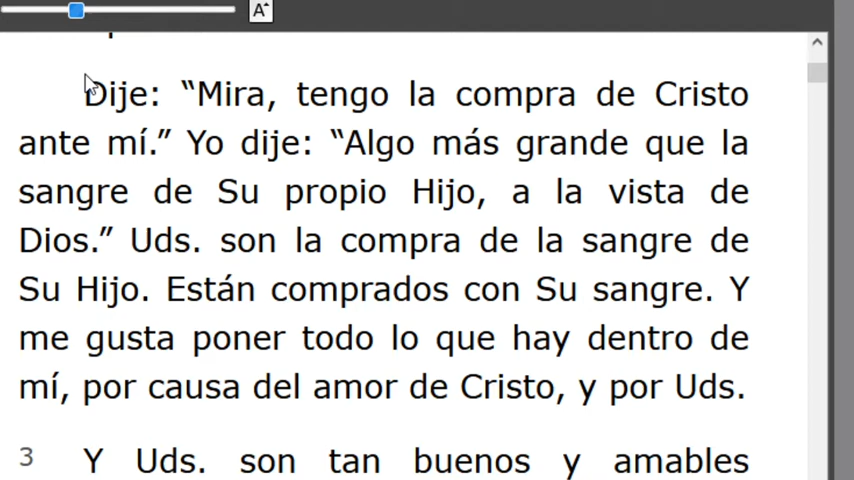 A
Dije: “Mira, tengo la compra de Cristo
ante mí.” Yo dije: “Algo más grande que la
sangre de Su propio Hijo, a la vista de
Dios.” Uds. son la compra de la sangre de
Su Hijo. Están comprados con Su sangre. Y
me gusta poner todo lo que hay dentro de
mí, por causa del amor de Cristo, y por Uds.
3 Y Uds. son tan buenos y amables